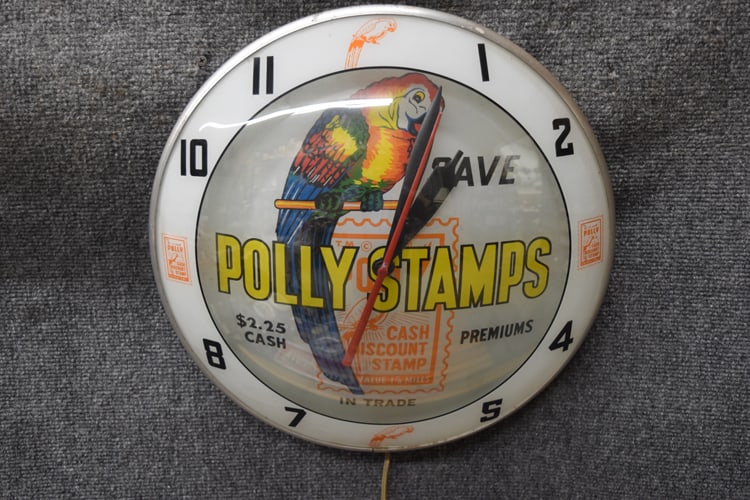 11
1
10
2
SAVE
POLLY
T.M. ©
POLLY STAMPS
$2.25
CASH
PREMIUMS
CASH
DISCOUNT
STAMP
8
4
IN TRADE
7
5